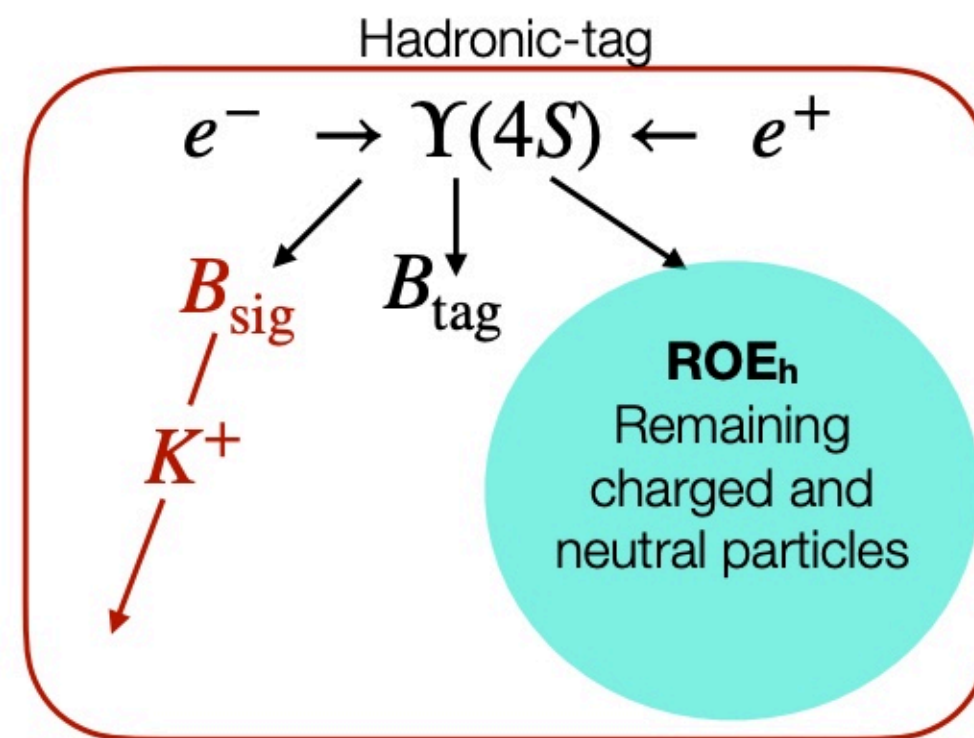 Hadronic-tag
e⁻ → ϒ(4S) ← e⁺
B_sig B_tag
ROE_h
Remaining
charged and
neutral particles
K⁺